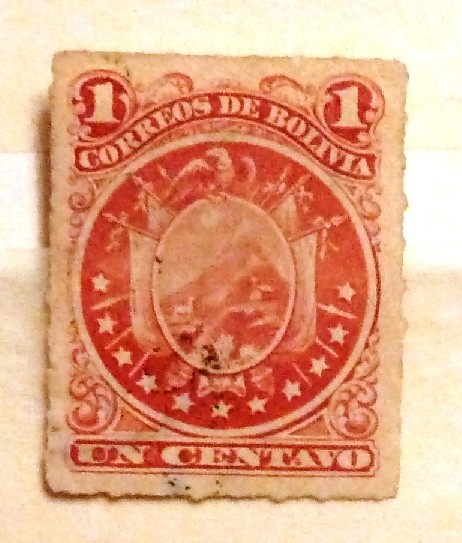 1 1
CORREOS DE BOLIVIA
UN CENTAVO